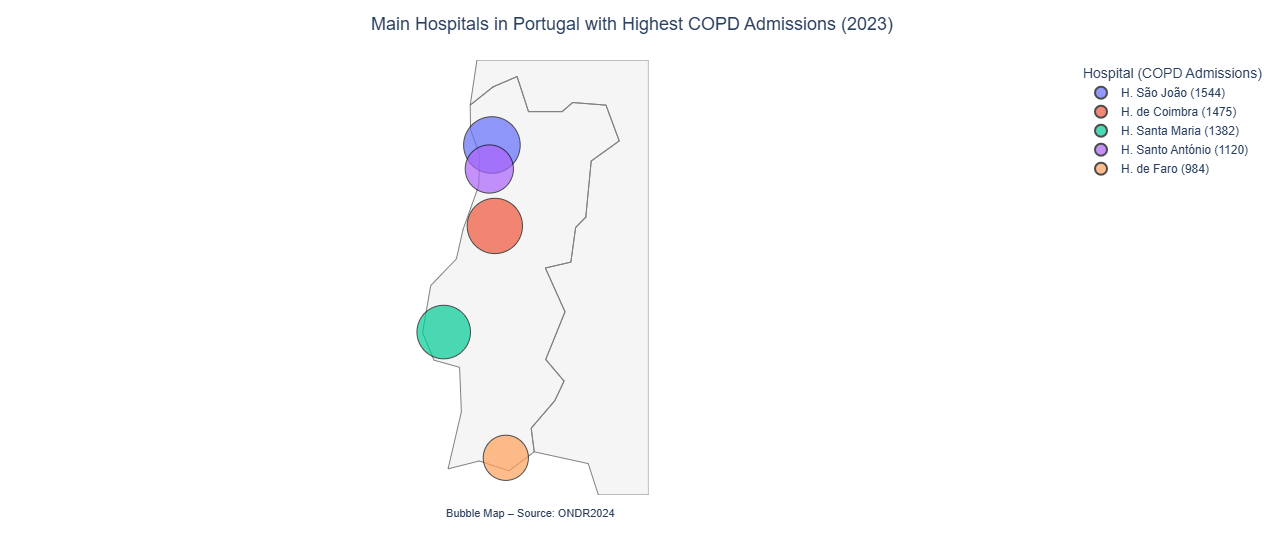 Main Hospitals in Portugal with Highest COPD Admissions (2023)
Hospital (COPD Admissions)
H. São João (1544)
H. de Coimbra (1475)
H. Santa Maria (1382)
H. Santo António (1120)
H. de Faro (984)
Bubble Map – Source: ONDR2024